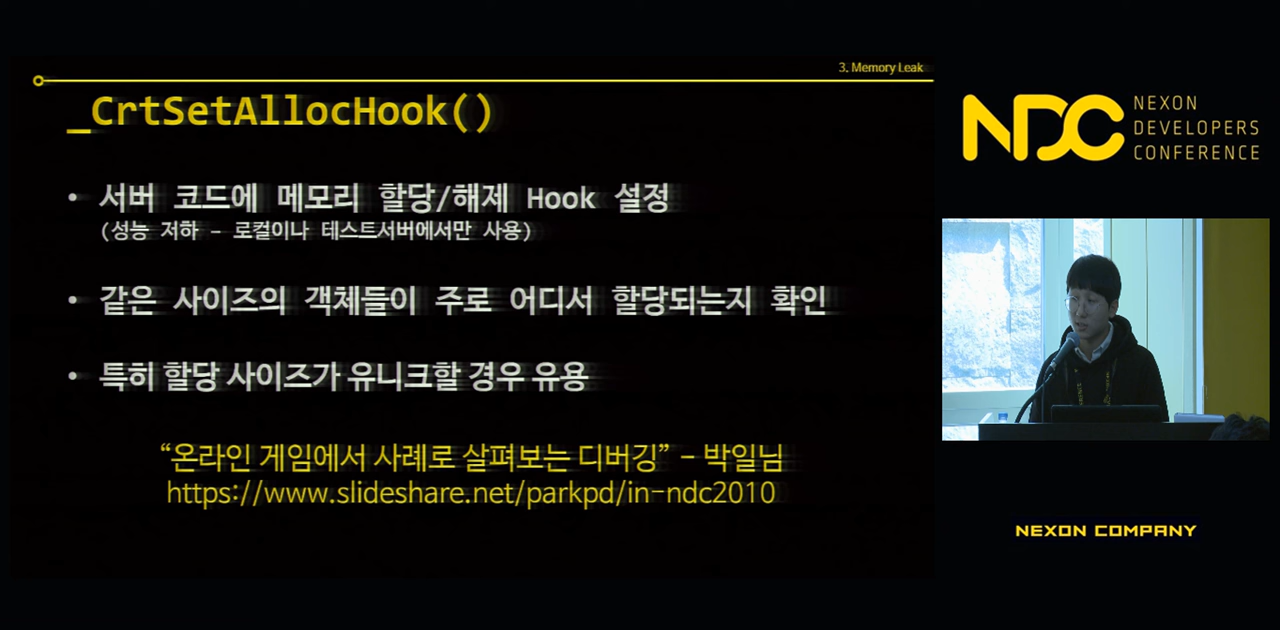 3. Memory Leak
_CrtSetAllocHook()
• 서버 코드에 메모리 할당/해제 Hook 설정
(성능 저하 - 로컬이나 테스트서버에서만 사용)
• 같은 사이즈의 객체들이 주로 어디서 할당되는지 확인
• 특히 할당 사이즈가 유니크할 경우 유용
“온라인 게임에서 사례로 살펴보는 디버깅” - 박일님
https://www.slideshare.net/parkpd/in-ndc2010
NDC
NEXON
DEVELOPERS
CONFERENCE
NEXON COMPANY